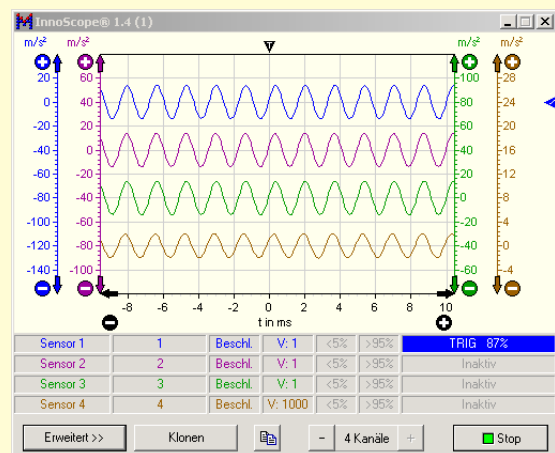 InnoScope® 1.4 (1)
m/s² m/s² m/s² m/s²
20 60 100 28
0 40 80 24
-20 20 60 20
-40 0 40 16
-60 -20 20 12
-80 -40 0 8
-100 -60 -20 4
-120 -80 -40 0
-140 -100 -60 -4
-8 -6 -4 -2 0 2 4 6 8 10
t in ms
Sensor 1 1 Beschl. V: 1 <5% >95% TRIG 87%
Sensor 2 2 Beschl. V: 1 <5% >95% Inaktiv
Sensor 3 3 Beschl. V: 1 <5% >95% Inaktiv
Sensor 4 4 Beschl. V: 1000 <5% >95% Inaktiv
Erweitert >> Klonen - 4 Kanäle + Stop